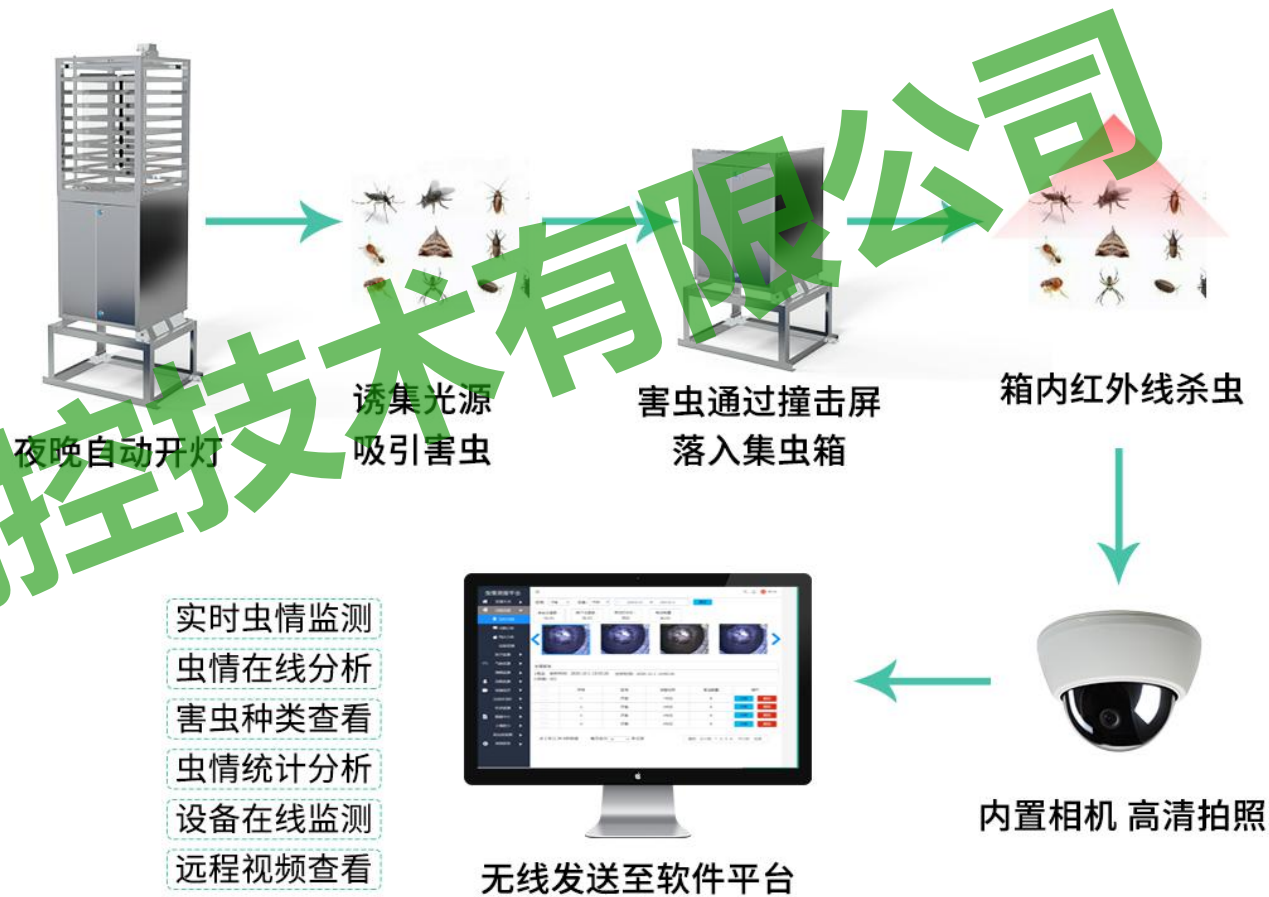 控技术有限公司
夜晚自动开灯
诱集光源
吸引害虫
害虫通过撞击屏
落入集虫箱
箱内红外线杀虫
内置相机 高清拍照
无线发送至软件平台
实时虫情监测
虫情在线分析
害虫种类查看
虫情统计分析
设备在线监测
远程视频查看